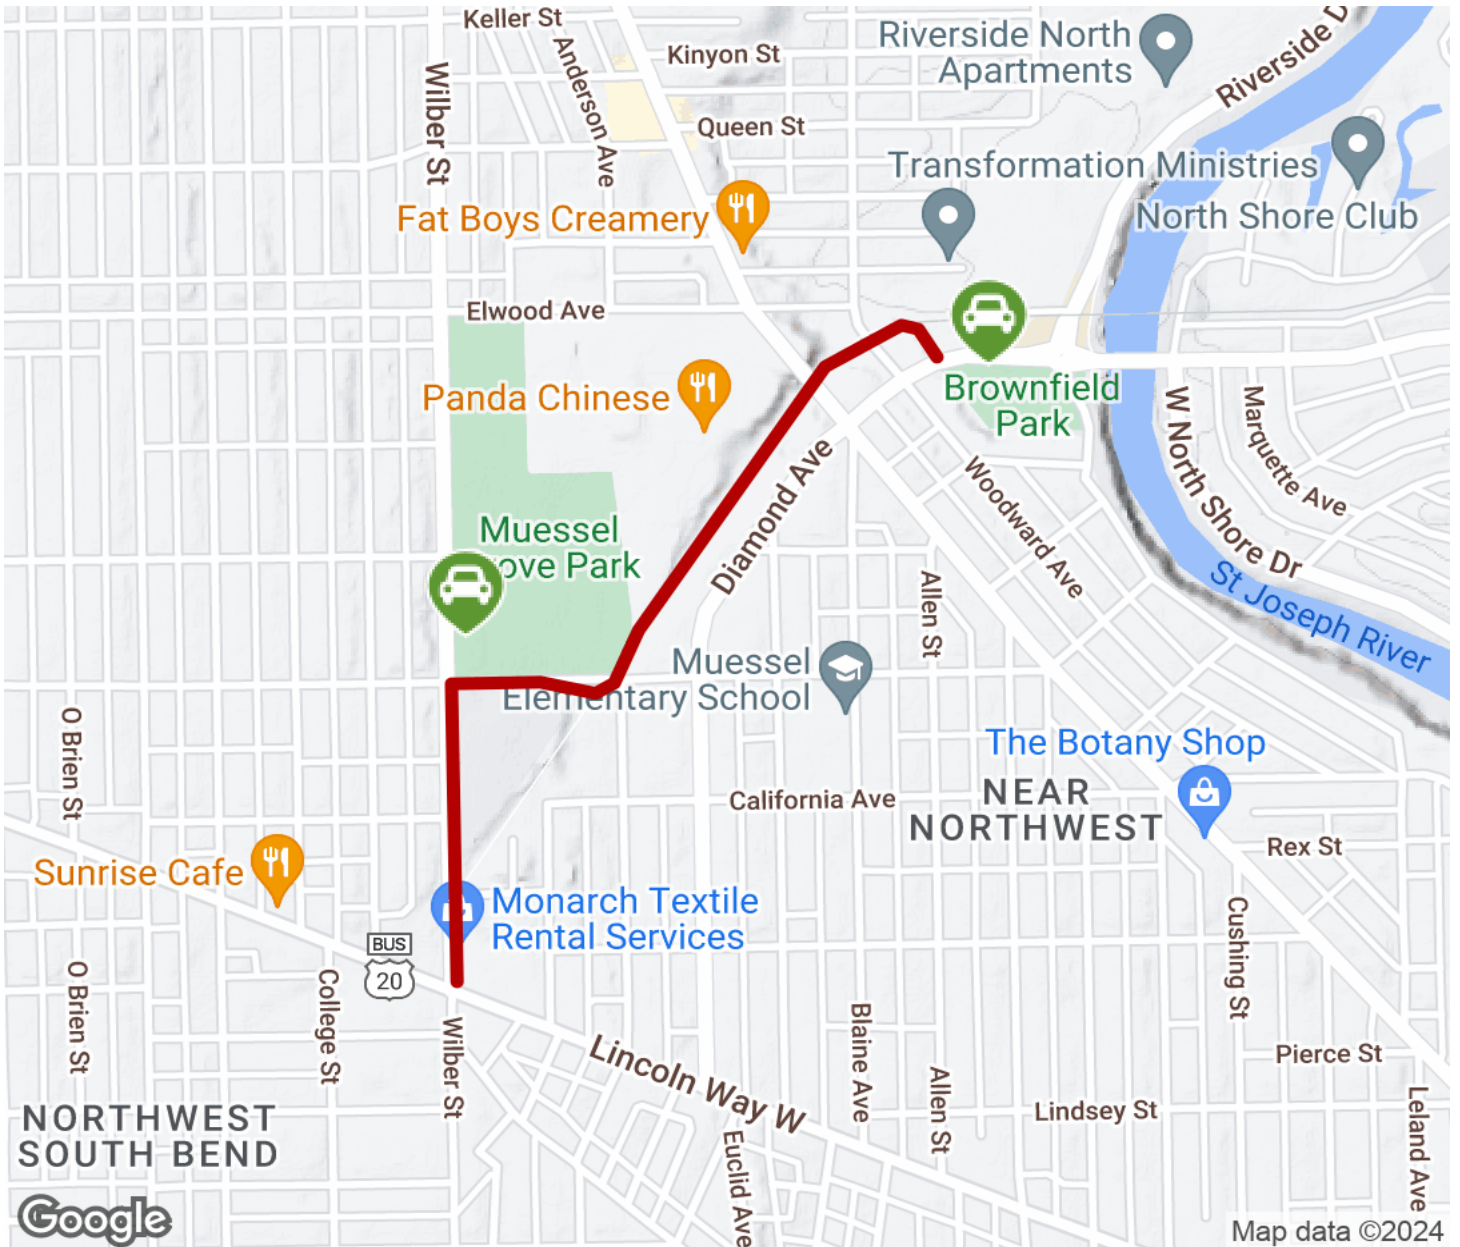 Keller St
Kinyon St
Riverside North
Apartments
Riverside D
Wilber St
Anderson Ave
Queen St
Transformation Ministries
North Shore Club
Fat Boys Creamery
Elwood Ave
Panda Chinese
Brownfield
Park
W North Shore Dr
Marquette Ave
Diamond Ave
Woodward Ave
Muessel
ove Park
Allen St
St Joseph River
Muessel
Elementary School
O Brien St
The Botany Shop
California Ave
NEAR
NORTHWEST
Rex St
Sunrise Cafe
Monarch Textile
Rental Services
BUS
20
Cushing St
O Brien St
College St
Wilber St
Lincoln Way W
Blaine Ave
Allen St
Pierce St
Lindsey St
Leland Ave
Euclid Ave
NORTHWEST
SOUTH BEND
Google
Map data ©2024